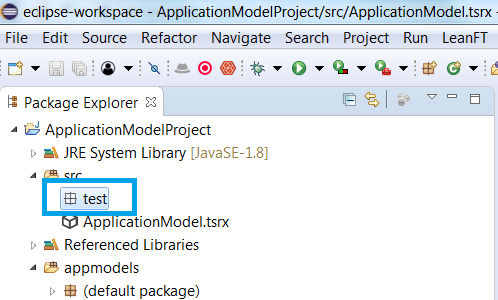 eclipse-workspace - ApplicationModelProject/src/ApplicationModel.tsrx -
File Edit Source Refactor Navigate Search Project Run LeanFT
Package Explorer
ApplicationModelProject
JRE System Library [JavaSE-1.8]
src
test
ApplicationModel.tsrx
Referenced Libraries
appmodels
(default package)